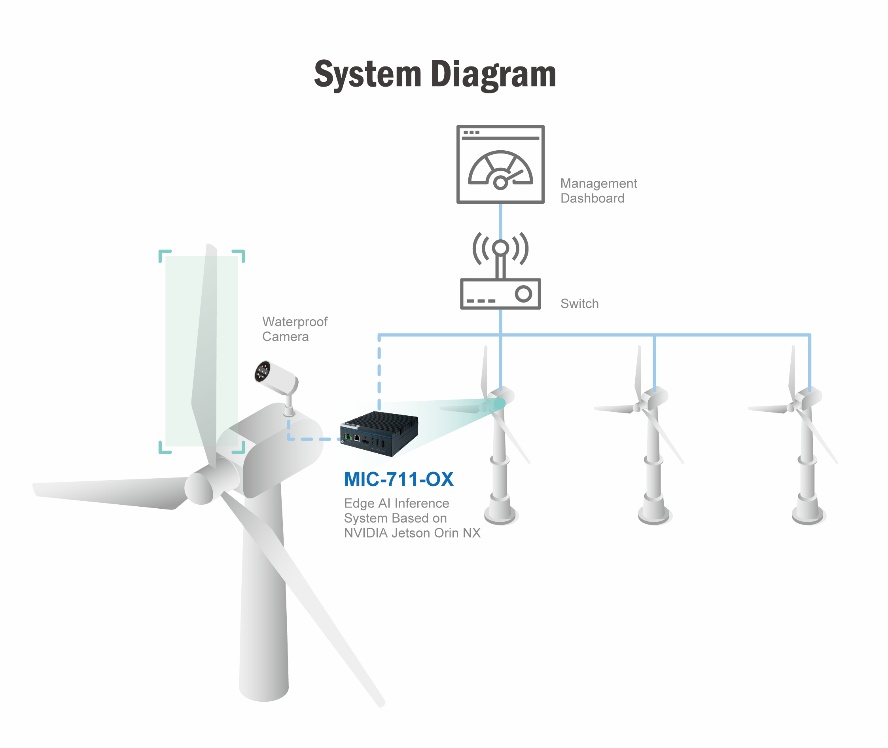 System Diagram
Management
Dashboard
Switch
Waterproof
Camera
MIC-711-OX
Edge AI Inference
System Based on
NVIDIA Jetson Orin NX